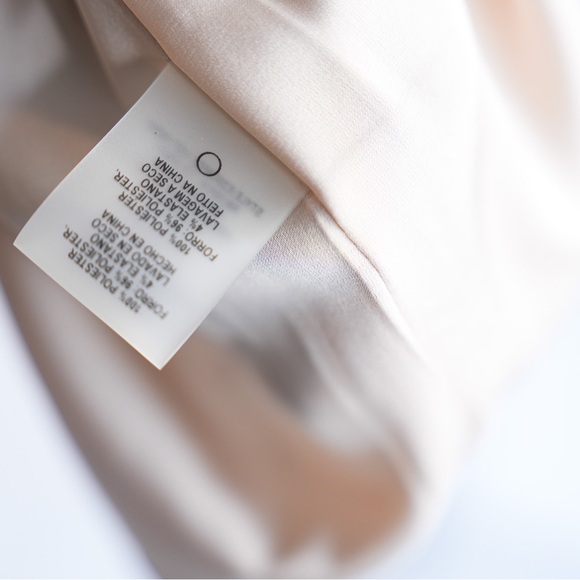 100% POLIESTER
FORRO: 96% POLIESTER
4% ELASTANO
LAVADO EN SECO
HECHO EN CHINA
100% POLIESTER
FORRO: 96% POLIESTER.
4% ELASTANO
LAVAGEM A SECO
FEITO NA CHINA